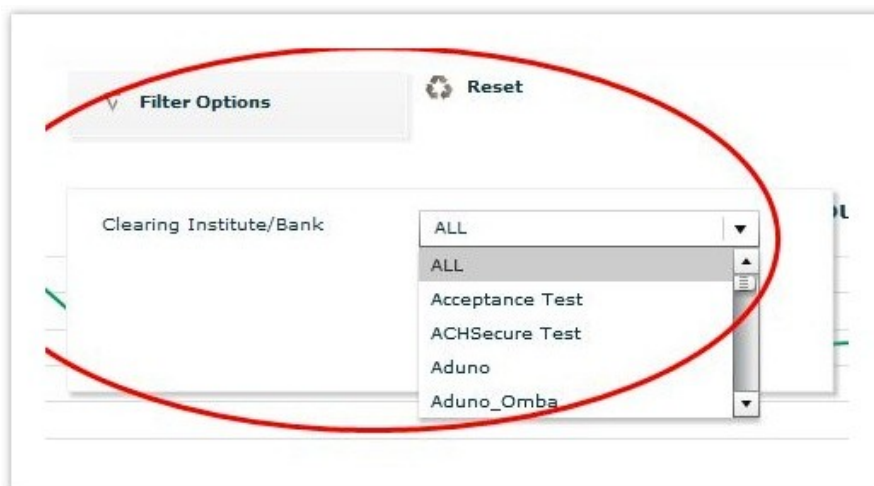 Filter Options
Reset
Clearing Institute/Bank
ALL
ALL
Acceptance Test
ACHSecure Test
Aduno
Aduno_Omba